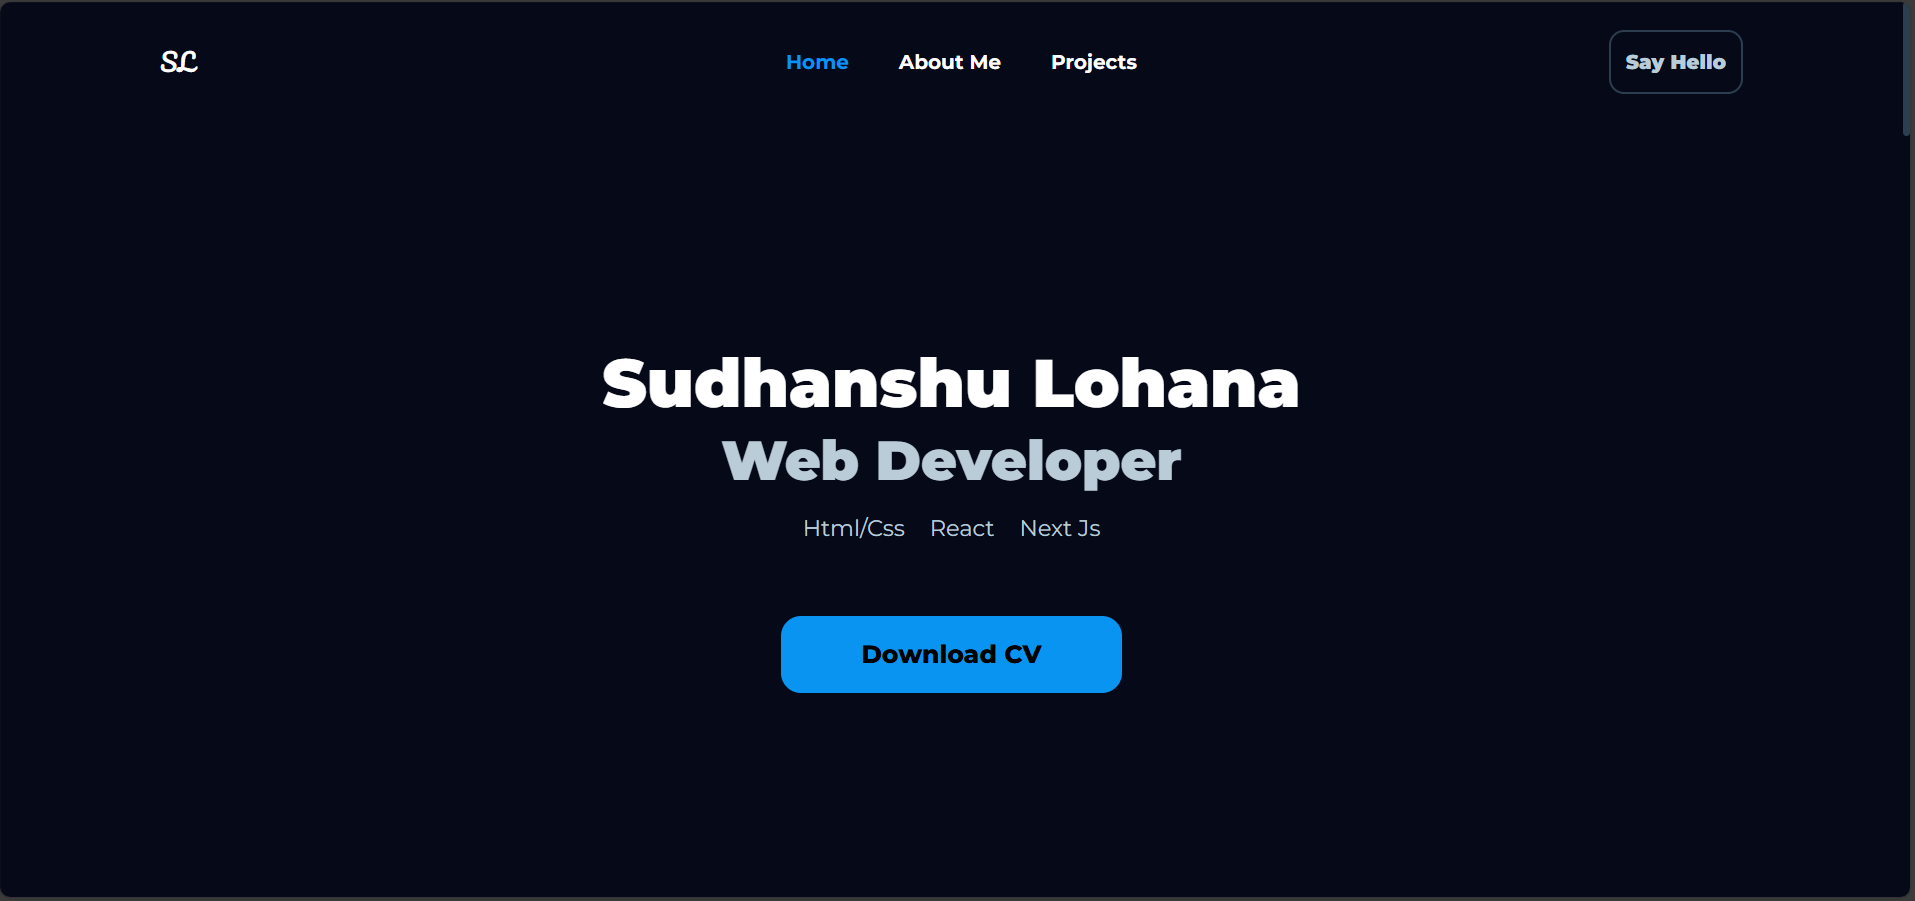 SL
Home About Me Projects
Say Hello
Sudhanshu Lohana
Web Developer
Html/Css React Next Js
Download CV